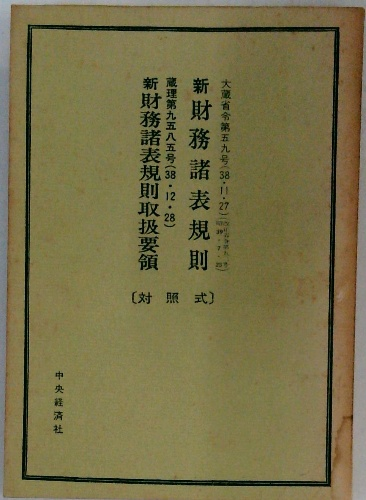 大蔵省令第五九号(38・11・27)
新財務諸表規則
蔵理第九五八五号(38・12・28)
新財務諸表規則取扱要領
〔対照式〕
中央経済社